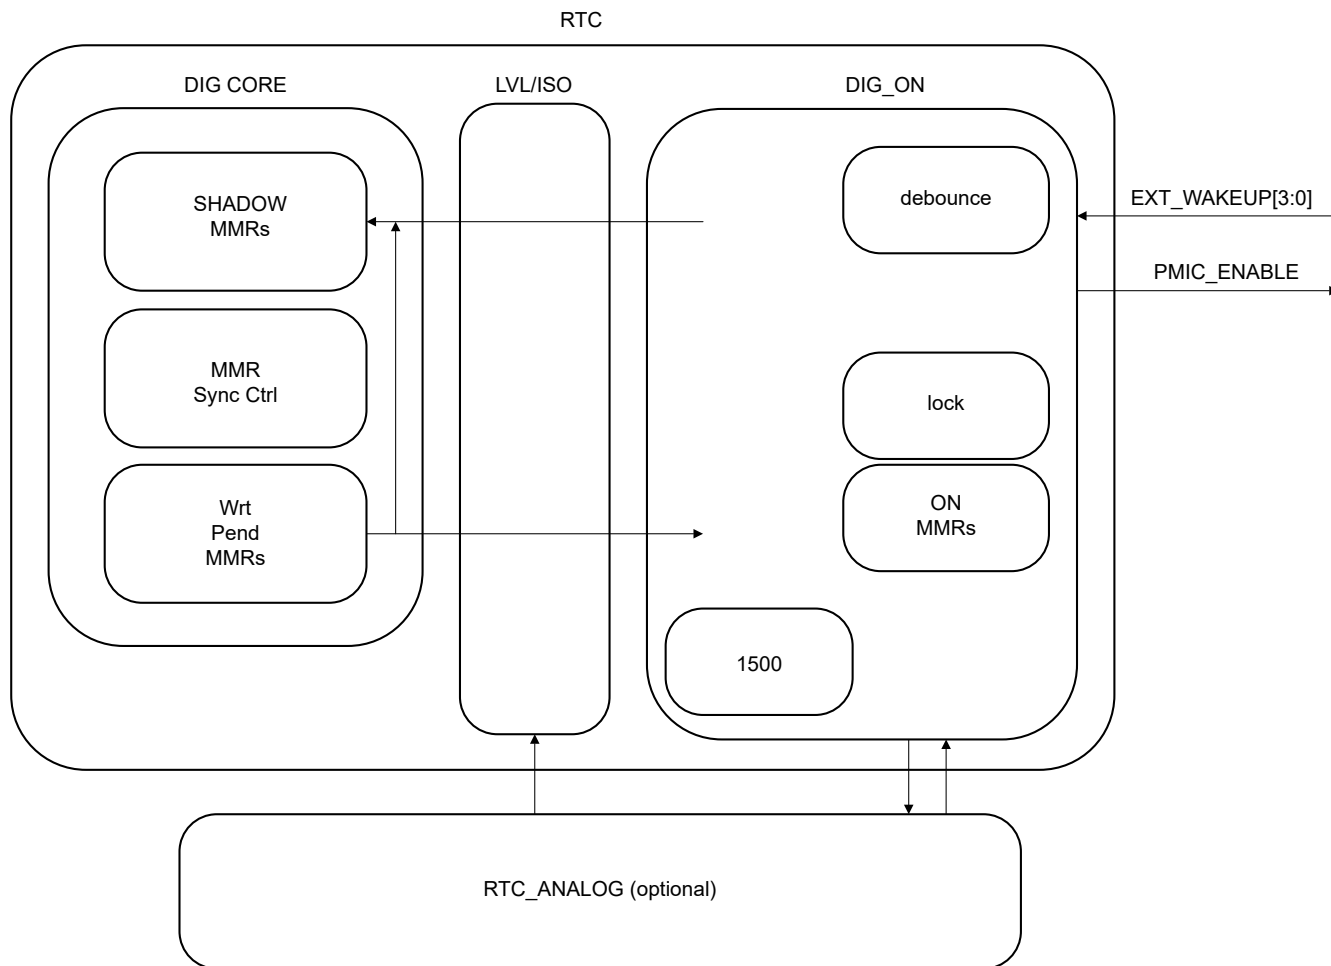 RTC
DIG CORE
LVL/ISO
DIG_ON
SHADOW
MMRs
debounce
EXT_WAKEUP[3:0]
PMIC_ENABLE
MMR
Sync Ctrl
lock
Wrt
Pend
MMRs
ON
MMRs
1500
RTC_ANALOG (optional)